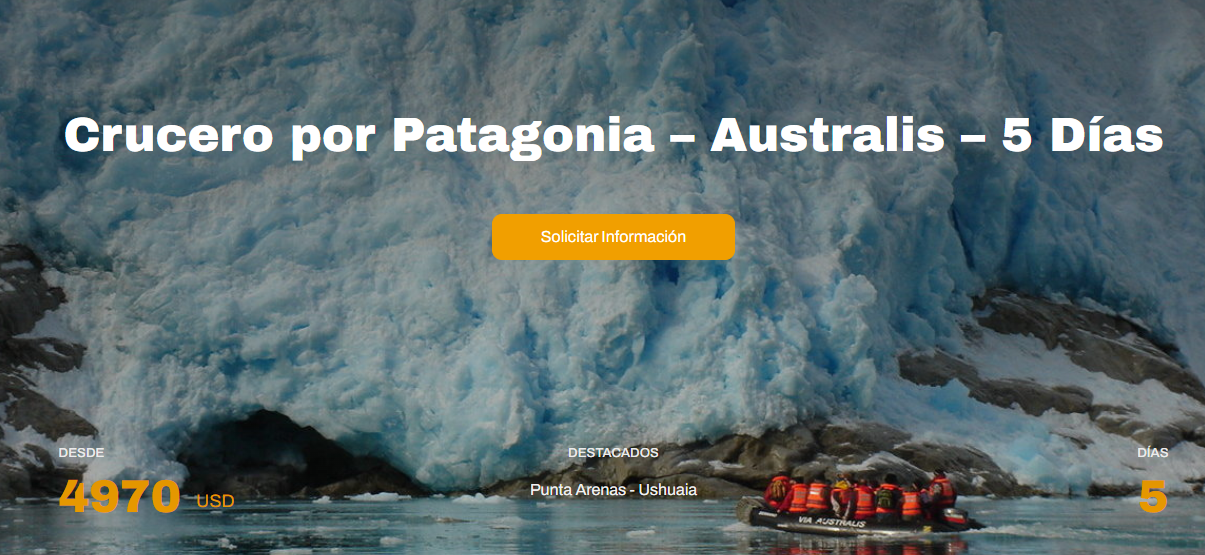 Crucero por Patagonia – Australis – 5 Días
Solicitar Información
DESDE
4970 USD
DESTACADOS
Punta Arenas - Ushuaia
DÍAS
5
VIA AUSTRALIS